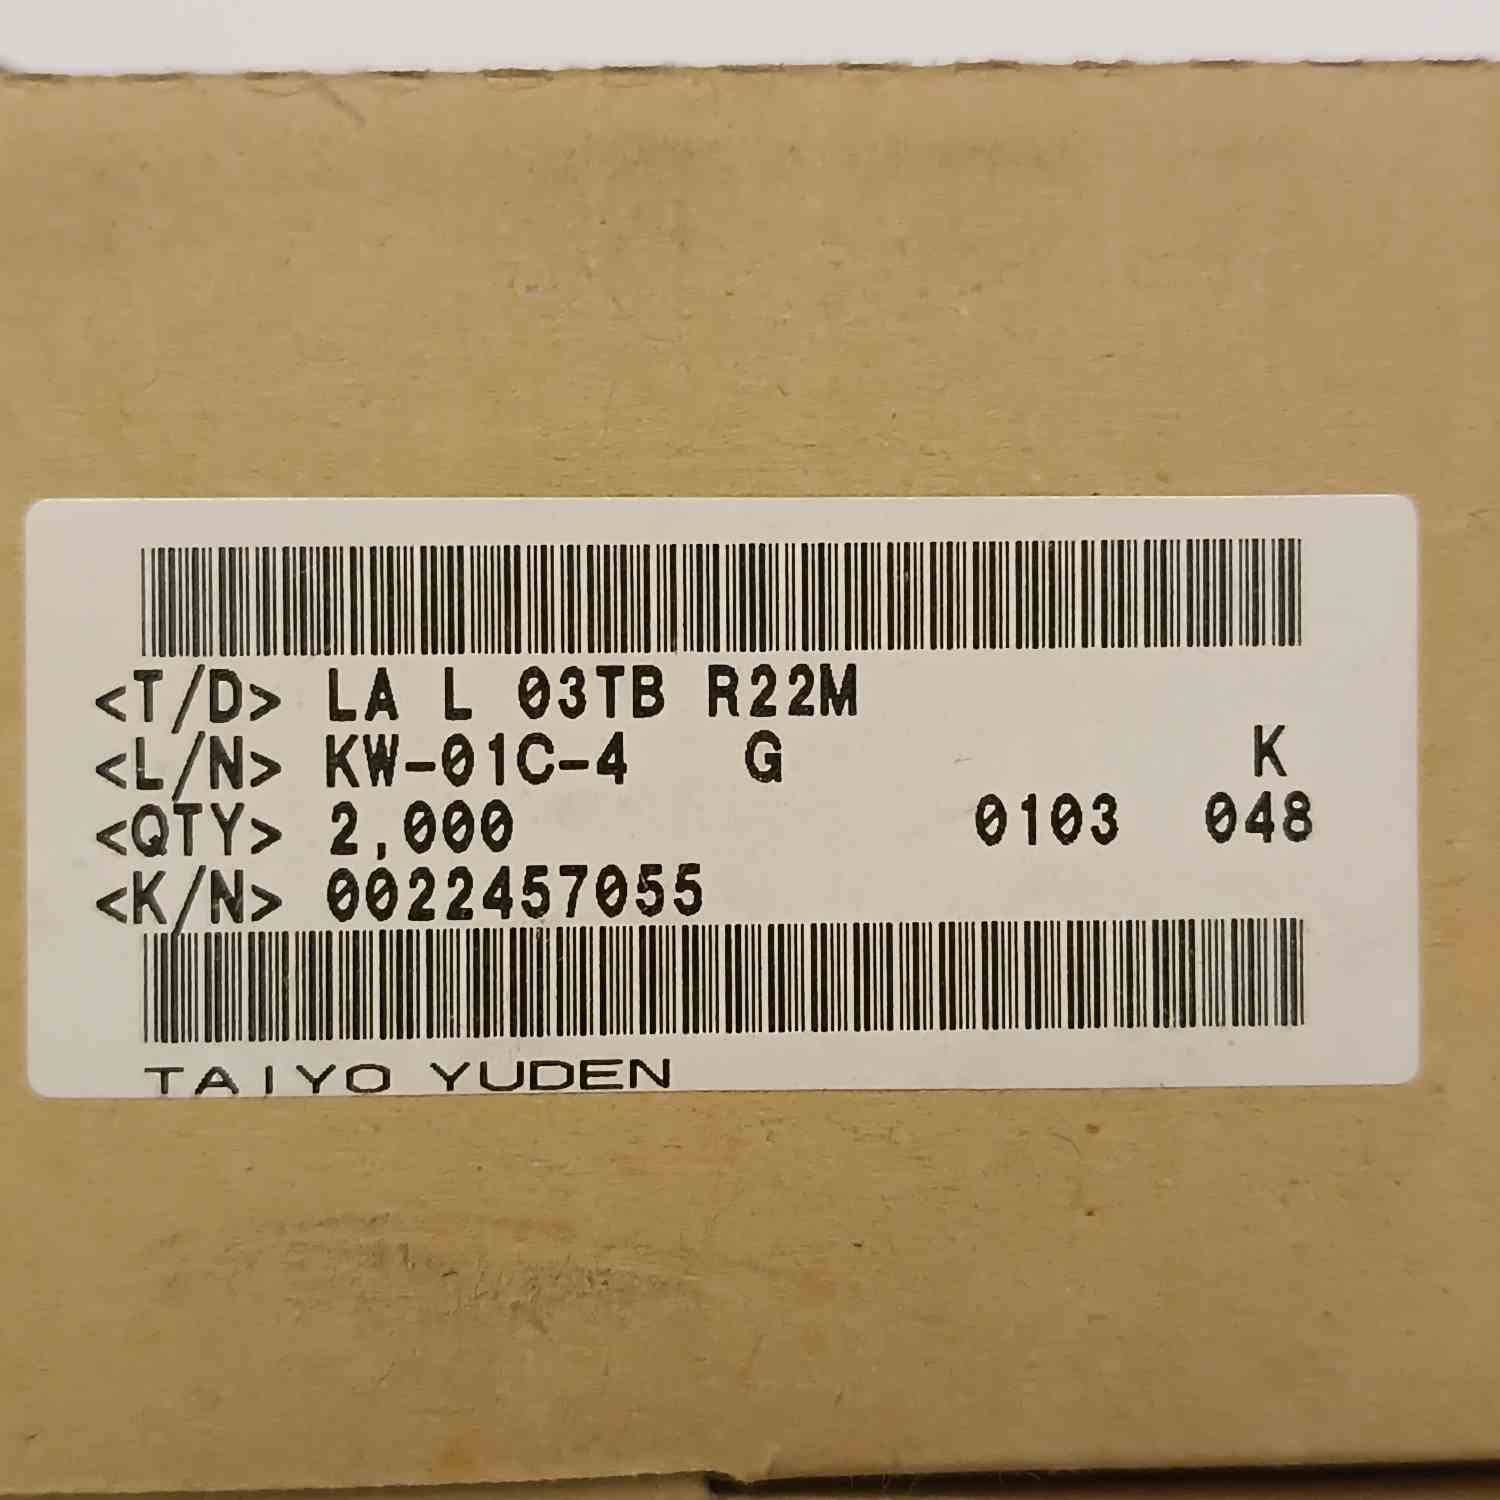 <T/D> LA L 03TB R22M
<L/N> KW-01C-4 G K
<QTY> 2,000 0103 048
<K/N> 0022457055
TAIYO YUDEN